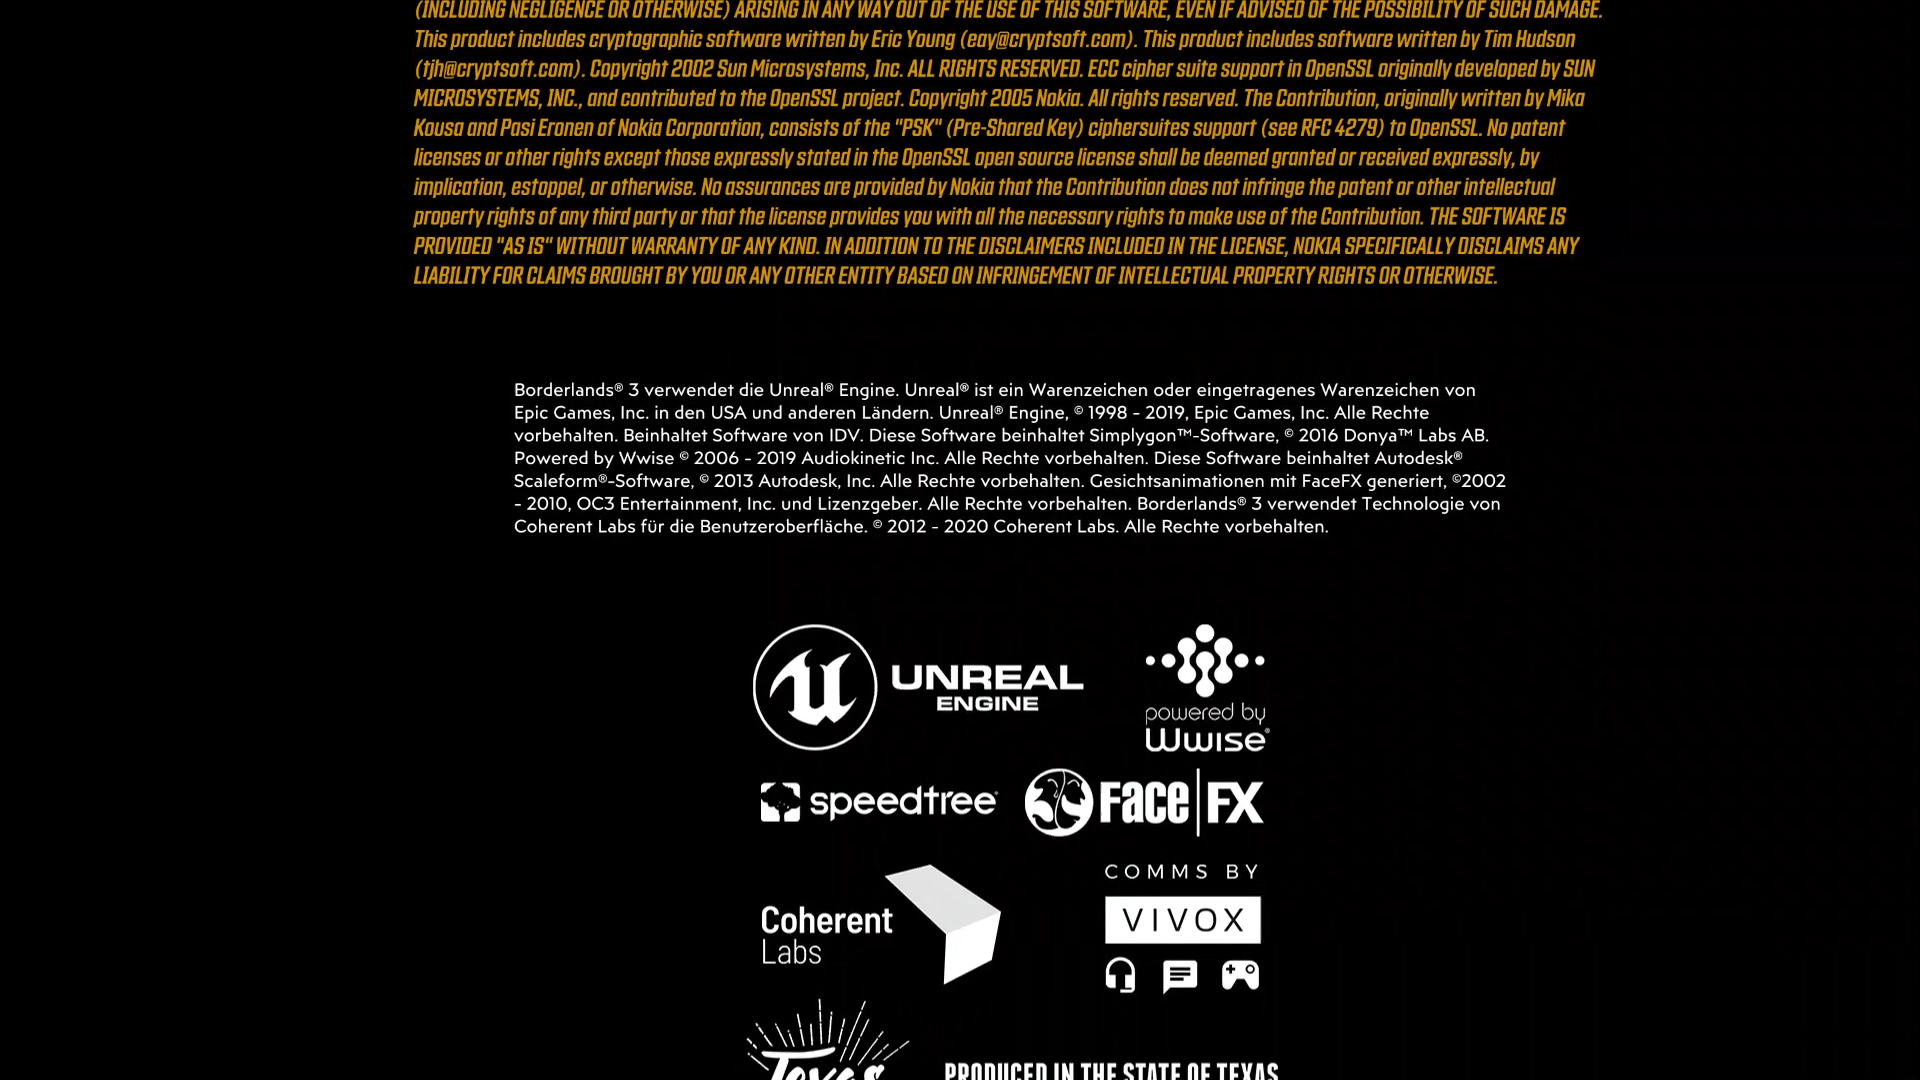 (INCLUDING NEGLIGENCE OR OTHERWISE) ARISING IN ANY WAY OUT OF THE USE OF THIS SOFTWARE, EVEN IF ADVISED OF THE POSSIBILITY OF SUCH DAMAGE.
This product includes cryptographic software written by Eric Young (eay@cryptsoft.com). This product includes software written by Tim Hudson
(tjh@cryptsoft.com). Copyright 2002 Sun Microsystems, Inc. ALL RIGHTS RESERVED. ECC cipher suite support in OpenSSL originally developed by SUN
MICROSYSTEMS, INC., and contributed to the OpenSSL project. Copyright 2005 Nokia. All rights reserved. The Contribution, originally written by Mika
Kousa and Pasi Eronen of Nokia Corporation, consists of the "PSK" (Pre-Shared Key) ciphersuites support (see RFC 4279) to OpenSSL. No patent
licenses or other rights except those expressly stated in the OpenSSL open source license shall be deemed granted or received expressly, by
implication, estoppel, or otherwise. No assurances are provided by Nokia that the Contribution does not infringe the patent or other intellectual
property rights of any third party or that the license provides you with all the necessary rights to make use of the Contribution. THE SOFTWARE IS
PROVIDED "AS IS" WITHOUT WARRANTY OF ANY KIND. IN ADDITION TO THE DISCLAIMERS INCLUDED IN THE LICENSE, NOKIA SPECIFICALLY DISCLAIMS ANY
LIABILITY FOR CLAIMS BROUGHT BY YOU OR ANY OTHER ENTITY BASED ON INFRINGEMENT OF INTELLECTUAL PROPERTY RIGHTS OR OTHERWISE.
Borderlands® 3 verwendet die Unreal® Engine. Unreal® ist ein Warenzeichen oder eingetragenes Warenzeichen von
Epic Games, Inc. in den USA und anderen Ländern. Unreal® Engine, © 1998 - 2019, Epic Games, Inc. Alle Rechte
vorbehalten. Beinhaltet Software von IDV. Diese Software beinhaltet Simplygon™-Software, © 2016 Donya™ Labs AB.
Powered by Wwise © 2006 - 2019 Audiokinetic Inc. Alle Rechte vorbehalten. Diese Software beinhaltet Autodesk®
Scaleform®-Software, © 2013 Autodesk, Inc. Alle Rechte vorbehalten. Gesichtsanimationen mit FaceFX generiert, ©2002
- 2010, OC3 Entertainment, Inc. und Lizenzgeber. Alle Rechte vorbehalten. Borderlands® 3 verwendet Technologie von
Coherent Labs für die Benutzeroberfläche. © 2012 - 2020 Coherent Labs. Alle Rechte vorbehalten.
UNREAL
ENGINE
powered by
Wwise®
speedtree®
Face|FX
Coherent
Labs
COMMS BY
VIVOX
Texas
PRODUCED IN THE STATE OF TEXAS